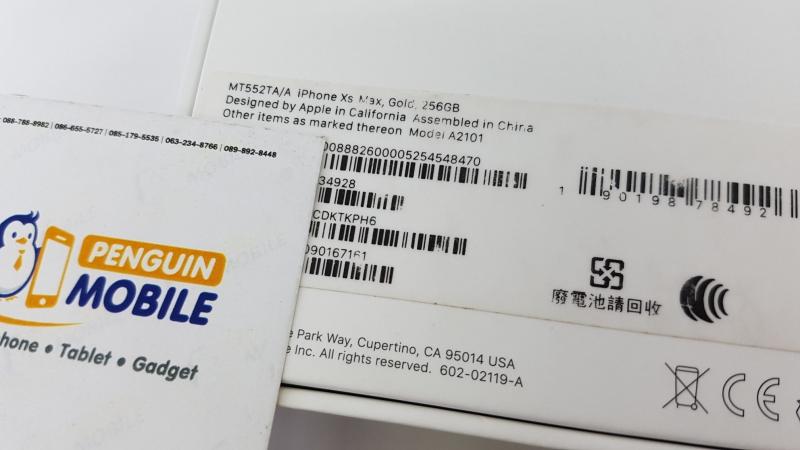 MT552TA/A iPhone Xs Max, Gold, 256GB
Designed by Apple in California Assembled in China
Other items as marked thereon Model A2101
00888260000525454847​0
34928
CDKTKPH6
90167161
1 90198 78492
廢電池請回收
Park Way, Cupertino, CA 95014 USA
Inc. All rights reserved. 602-02119-A
CE
088-788-8982 | 086-655-5727 | 085-179-5535 | 063-234-8766 | 089-892-8448
PENGUIN
MOBILE
hone • Tablet • Gadget